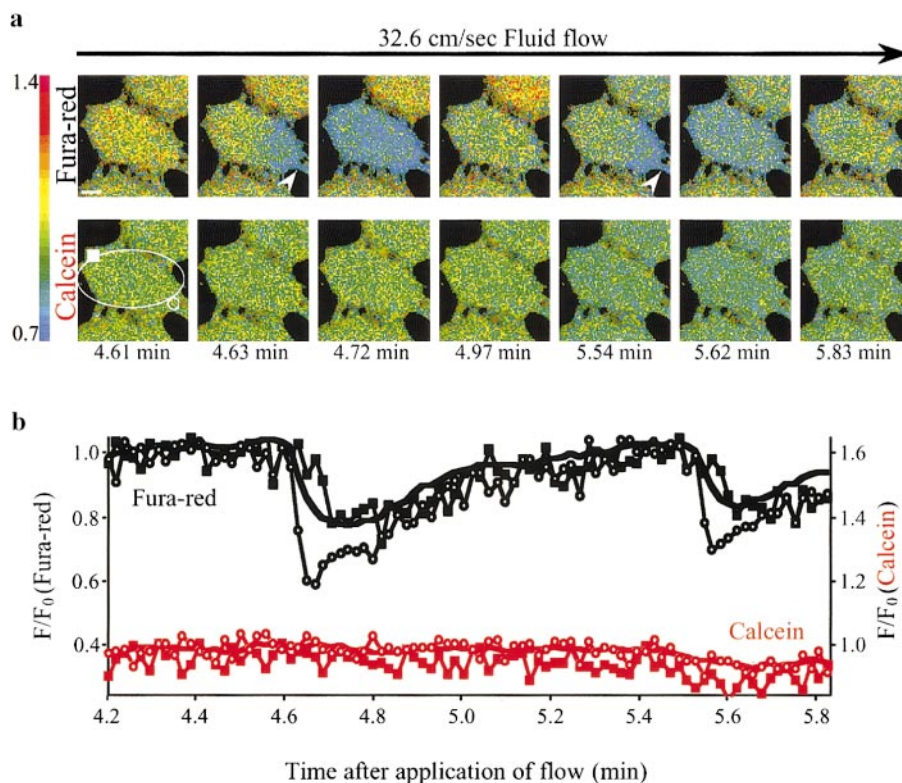 a
32.6 cm/sec Fluid flow
1.4
Fura-red
Calcein
0.7
4.61 min 4.63 min 4.72 min 4.97 min 5.54 min 5.62 min 5.83 min
b
1.0
0.8
0.6
0.4
F/F0 (Fura-red)
Fura-red
1.6
1.4
1.2
1.0
F/F0 (Calcein)
Calcein
4.2 4.4 4.6 4.8 5.0 5.2 5.4 5.6 5.8
Time after application of flow (min)